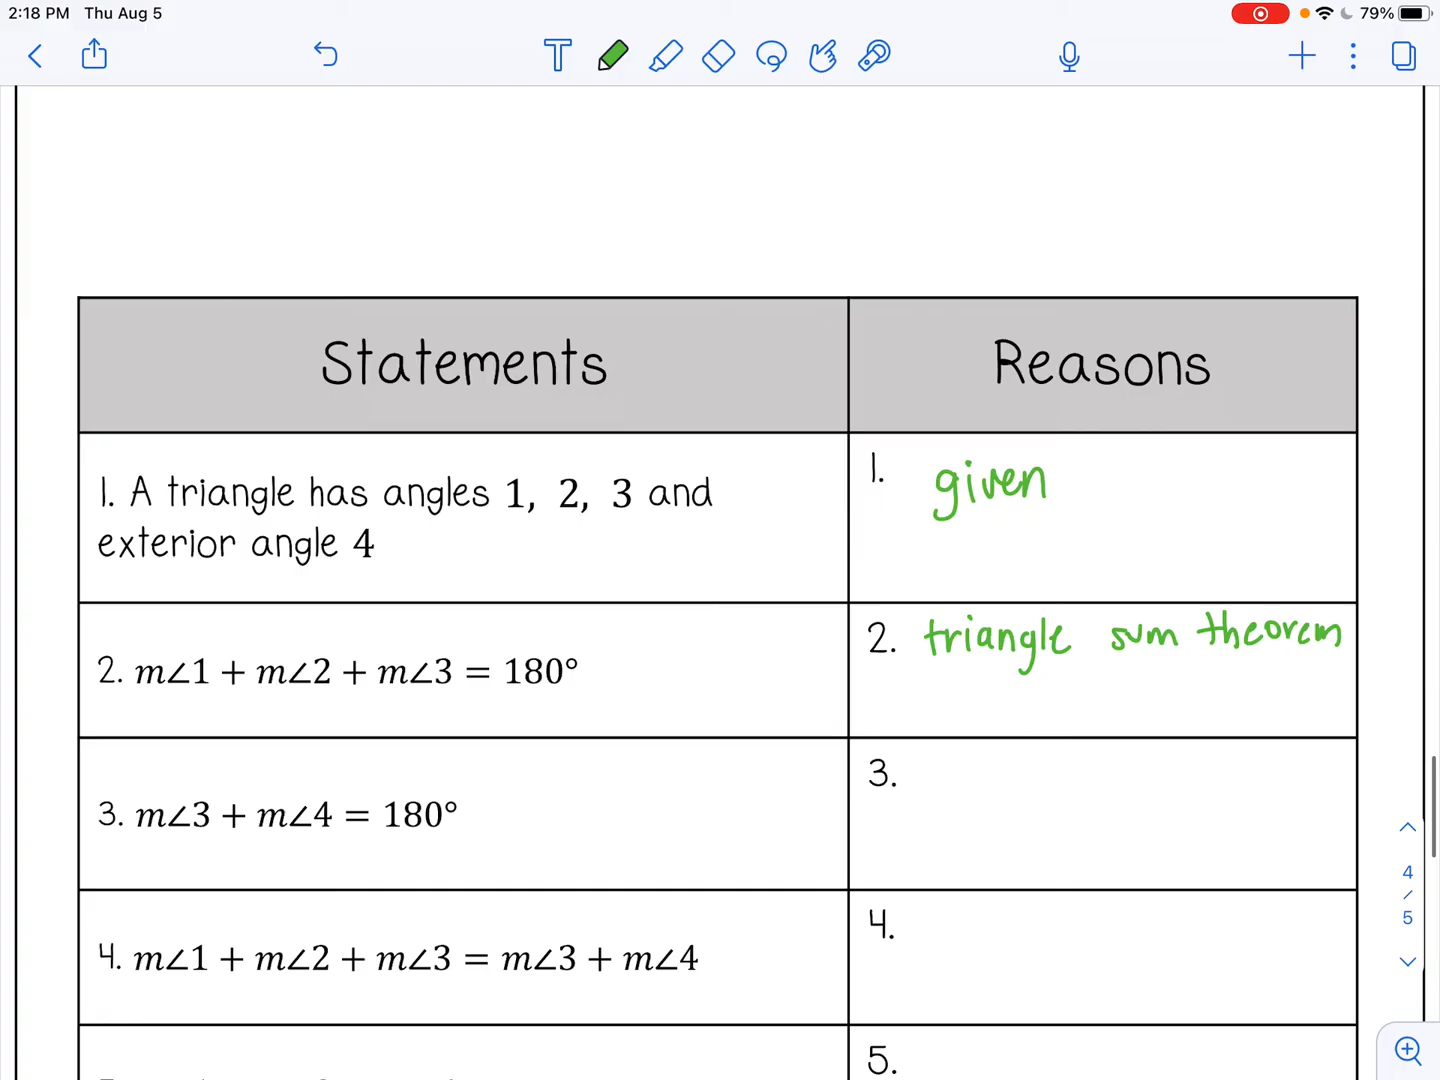 2:18 PM Thu Aug 5
79%
T
Statements
Reasons
1. A triangle has angles 1, 2, 3 and
exterior angle 4
1. given
2. m∠1 + m∠2 + m∠3 = 180°
2. triangle sum theorem
3. m∠3 + m∠4 = 180°
3.
4. m∠1 + m∠2 + m∠3 = m∠3 + m∠4
4.
5.
4
/
5